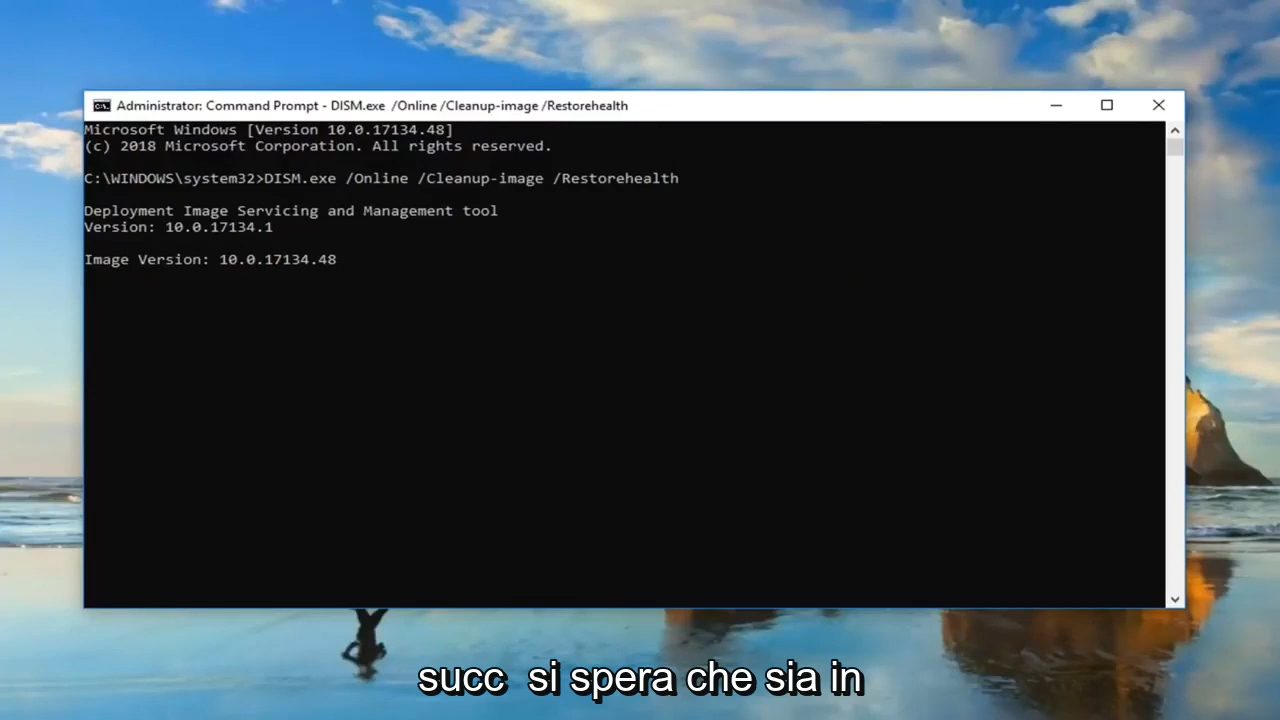 Administrator: Command Prompt - DISM.exe /Online /Cleanup-image /Restorehealth
Microsoft Windows [Version 10.0.17134.48]
(c) 2018 Microsoft Corporation. All rights reserved.
C:\WINDOWS\system32>DISM.exe /Online /Cleanup-image /Restorehealth
Deployment Image Servicing and Management tool
Version: 10.0.17134.1
Image Version: 10.0.17134.48
succ si spera che sia in